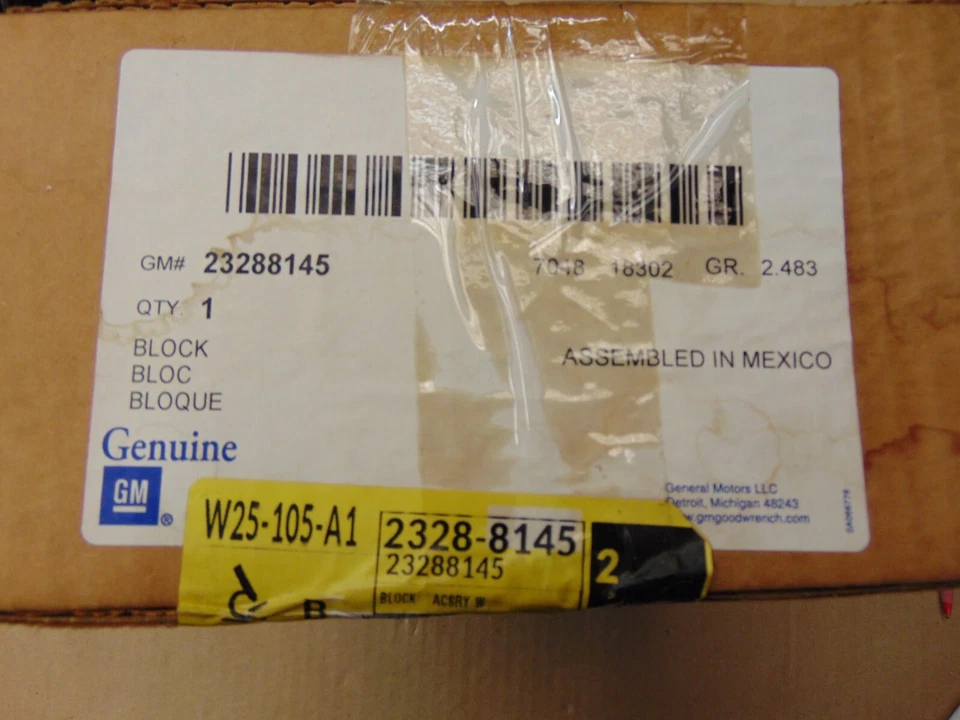 GM# 23288145 7048 18302 GR. 2.483
QTY. 1
BLOCK
BLOC
BLOQUE
ASSEMBLED IN MEXICO
Genuine
GM ®
General Motors LLC
Detroit, Michigan 48243
.gmgoodwrench.com
W25-105-A1
2328-8145
23288145
BLOCK ACSRY W
2
B